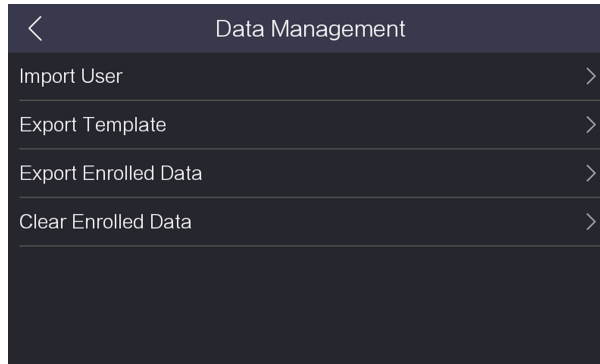 Data Management
Import User
Export Template
Export Enrolled Data
Clear Enrolled Data